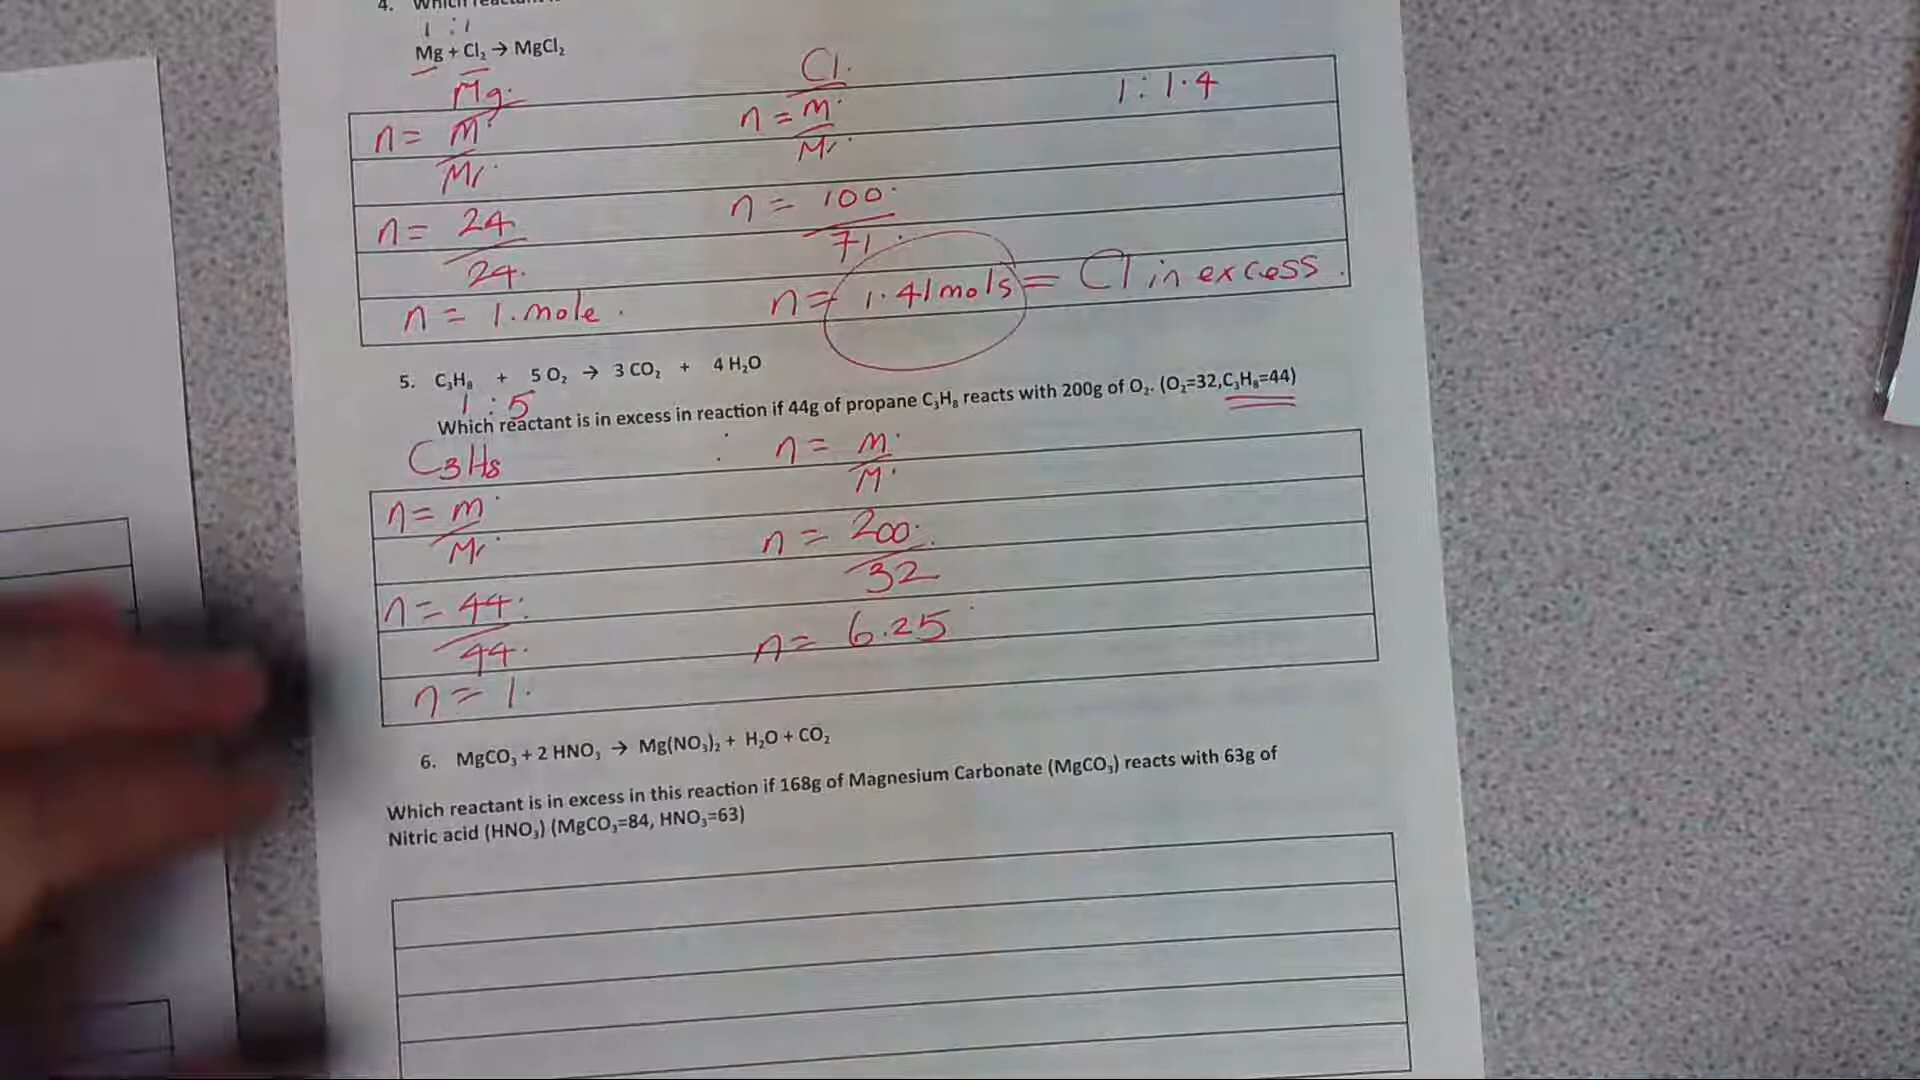 4. Which reactant
1 : 1
Mg + Cl₂ → MgCl₂
Mg. Cl.
n = m n = m 1 : 1.4
Mr Mr
n = 24 n = 100
24. 71.
n = 1.mole. n = 1.41mols = Cl in excess.
5. C₃H₈ + 5 O₂ → 3 CO₂ + 4 H₂O
1 : 5
Which reactant is in excess in reaction if 44g of propane C₃H₈ reacts with 200g of O₂. (O₂=32,C₃H₈=44)
C3H8 n = m
n = m M
Mr n = 200.
n = 44. 32
44. n = 6.25
n = 1.
6. MgCO₃ + 2 HNO₃ → Mg(NO₃)₂ + H₂O + CO₂
Which reactant is in excess in this reaction if 168g of Magnesium Carbonate (MgCO₃) reacts with 63g of
Nitric acid (HNO₃) (MgCO₃=84, HNO₃=63)